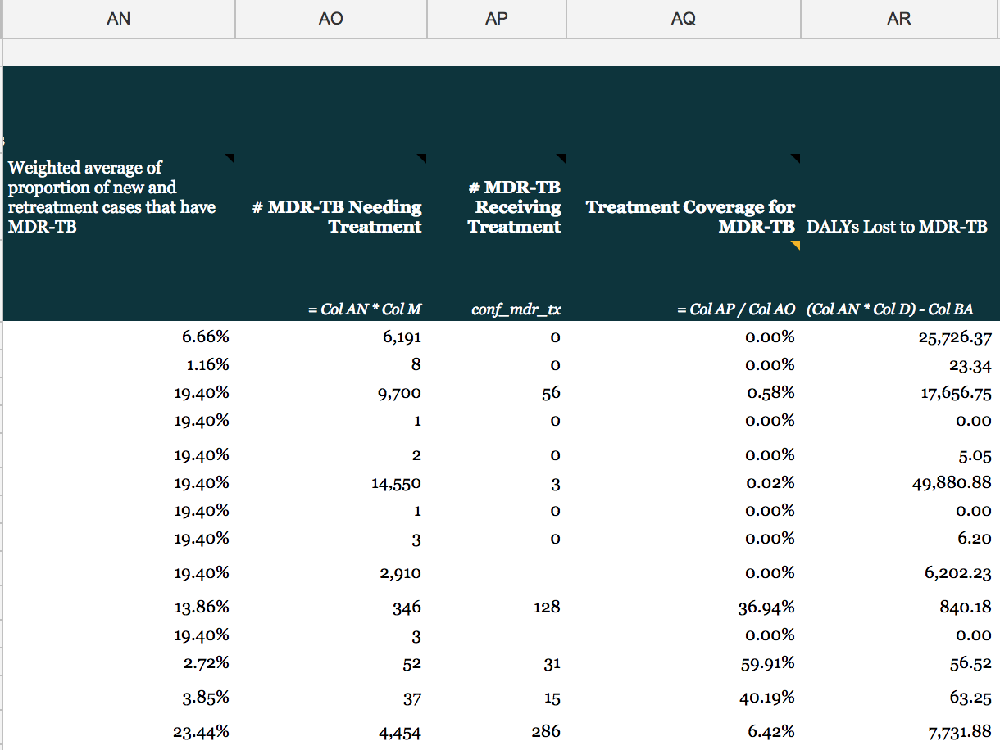 AN AO AP AQ AR
Weighted average of
proportion of new and
retreatment cases that have
MDR-TB
# MDR-TB Needing
Treatment
# MDR-TB
Receiving
Treatment
Treatment Coverage for
MDR-TB
DALYs Lost to MDR-TB
= Col AN * Col M conf_mdr_tx = Col AP / Col AO (Col AN * Col D) - Col BA
6.66% 6,191 0 0.00% 25,726.37
1.16% 8 0 0.00% 23.34
19.40% 9,700 56 0.58% 17,656.75
19.40% 1 0 0.00% 0.00
19.40% 2 0 0.00% 5.05
19.40% 14,550 3 0.02% 49,880.88
19.40% 1 0 0.00% 0.00
19.40% 3 0 0.00% 6.20
19.40% 2,910 0.00% 6,202.23
13.86% 346 128 36.94% 840.18
19.40% 3 0.00% 0.00
2.72% 52 31 59.91% 56.52
3.85% 37 15 40.19% 63.25
23.44% 4,454 286 6.42% 7,731.88